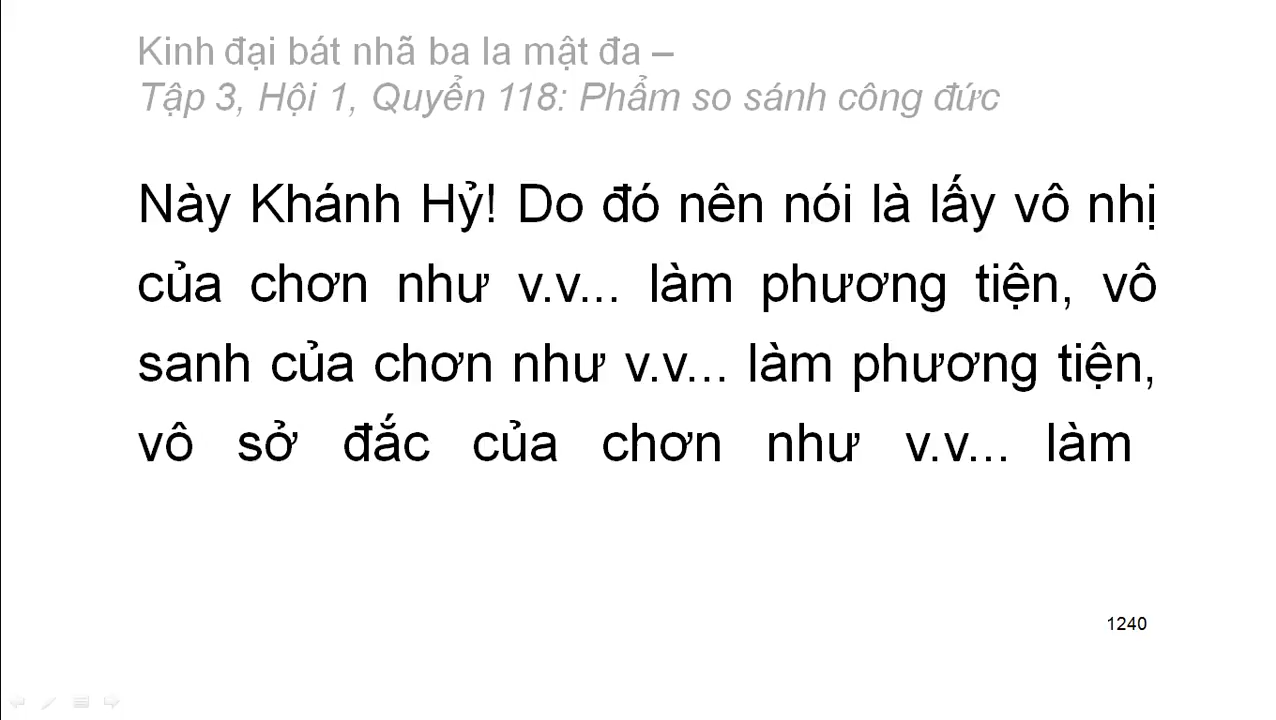 Kinh đại bát nhã ba la mật đa –
Tập 3, Hội 1, Quyển 118: Phẩm so sánh công đức
Này Khánh Hỷ! Do đó nên nói là lấy vô nhị
của chơn như v.v... làm phương tiện, vô
sanh của chơn như v.v... làm phương tiện,
vô sở đắc của chơn như v.v... làm
1240